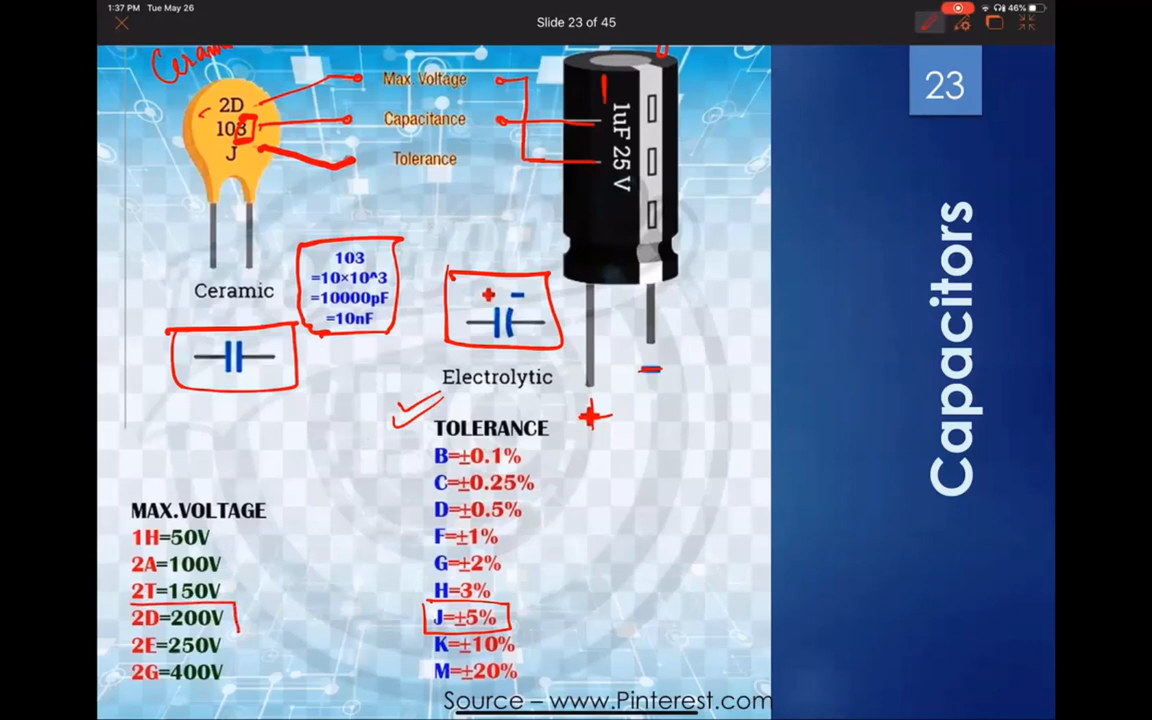 1:37 PM Tue May 26
Slide 23 of 45
46%
Ceram
2D
103
J
Max. Voltage
Capacitance
Tolerance
1uF 25 V
23
Capacitors
103
=10×10^3
=10000pF
=10nF
Ceramic
+ −
Electrolytic
−
+
TOLERANCE
B=±0.1%
C=±0.25%
D=±0.5%
F=±1%
G=±2%
H=3%
J=±5%
K=±10%
M=±20%
MAX.VOLTAGE
1H=50V
2A=100V
2T=150V
2D=200V
2E=250V
2G=400V
Source – www.Pinterest.com